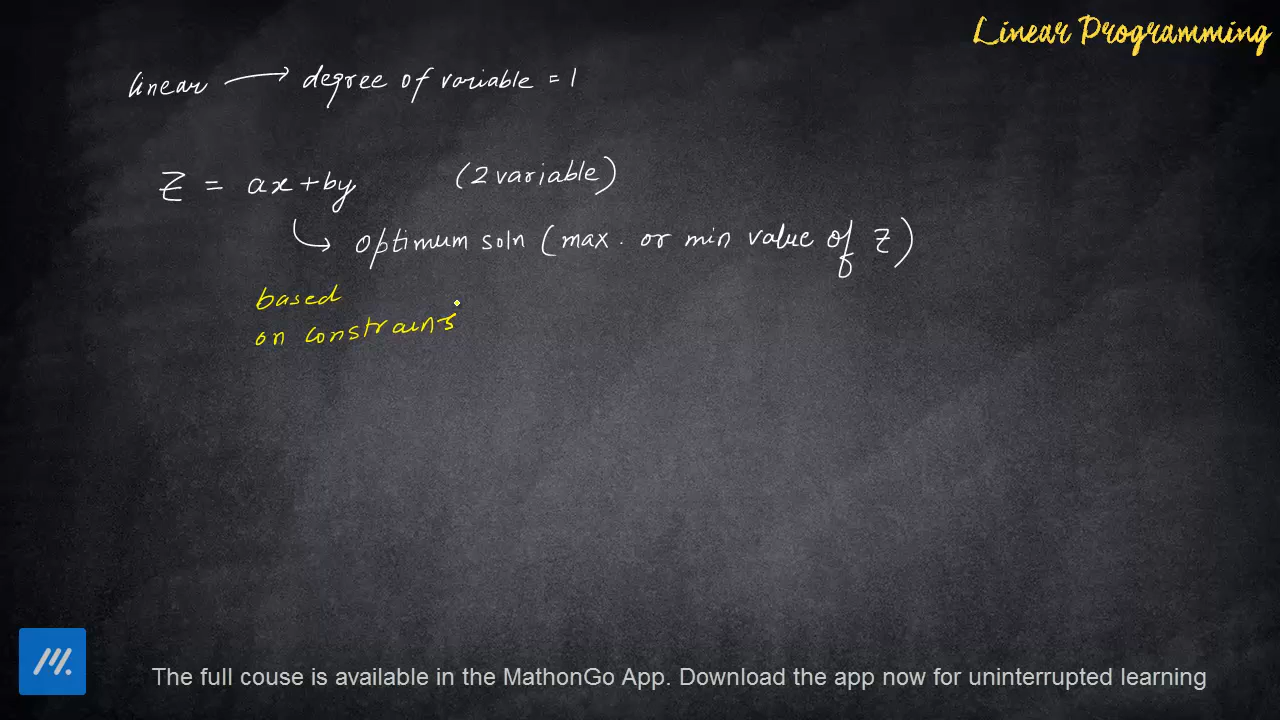 Linear Programming
linear → degree of variable = 1
Z = ax + by (2 variable)
optimum soln (max. or min value of Z)
based
on constrains
M.
The full couse is available in the MathonGo App. Download the app now for uninterrupted learning